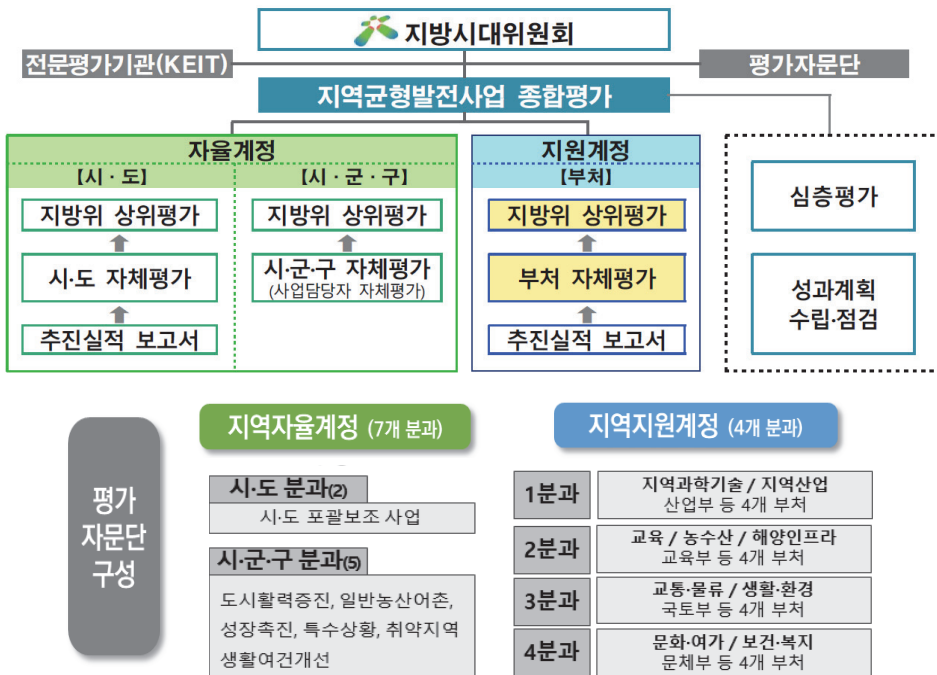 지방시대위원회
전문평가기관(KEIT)
평가자문단
지역균형발전사업 종합평가
자율계정
【시·도】
지방위 상위평가
시·도 자체평가
추진실적 보고서
【시·군·구】
지방위 상위평가
시·군·구 자체평가
(사업담당자 자체평가)
지원계정
【부처】
지방위 상위평가
부처 자체평가
추진실적 보고서
심층평가
성과계획
수립·점검
평가
자문단
구성
지역자율계정 (7개 분과)
시·도 분과(2)
시·도 포괄보조 사업
시·군·구 분과(5)
도시활력증진, 일반농산어촌,
성장촉진, 특수상황, 취약지역
생활여건개선
지역지원계정 (4개 분과)
1분과
지역과학기술 / 지역산업
산업부 등 4개 부처
2분과
교육 / 농수산 / 해양인프라
교육부 등 4개 부처
3분과
교통·물류 / 생활·환경
국토부 등 4개 부처
4분과
문화·여가 / 보건·복지
문체부 등 4개 부처